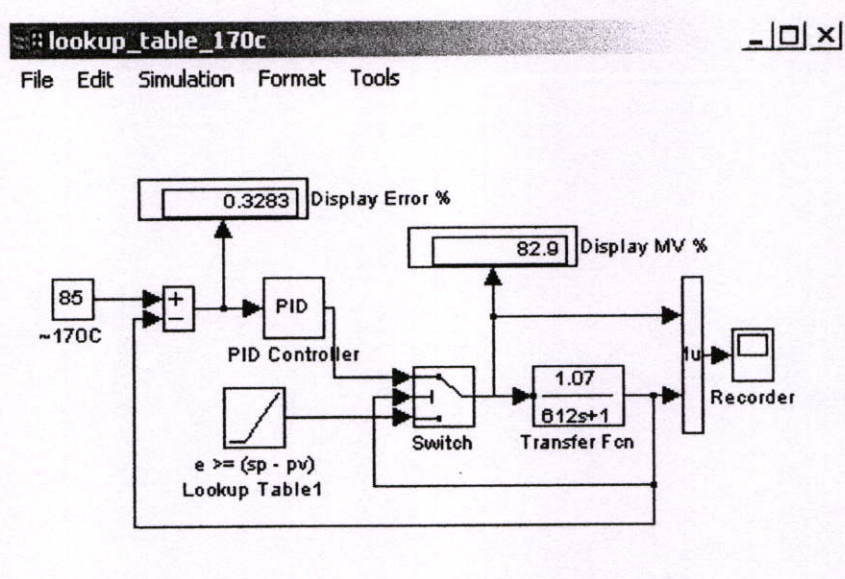 lookup_table_170c
File Edit Simulation Format Tools
0.3283 Display Error %
82.9 Display MV %
85
~170C
+
−
PID
PID Controller
e >= (sp - pv)
Lookup Table1
Switch
1.07
612s+1
Transfer Fcn
Recorder